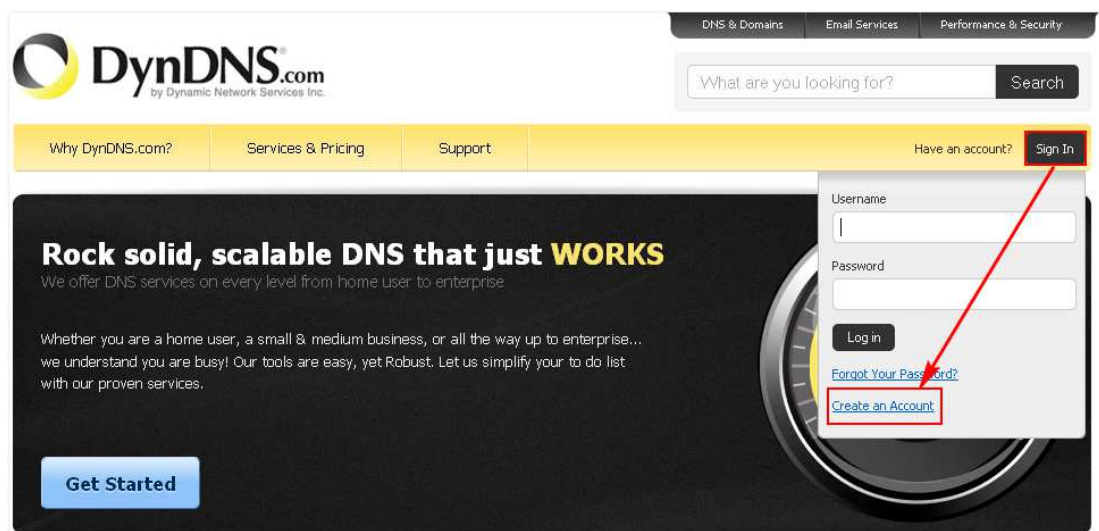 DNS & Domains Email Services Performance & Security
DynDNS.com
by Dynamic Network Services Inc.
What are you looking for? Search
Why DynDNS.com? Services & Pricing Support Have an account? Sign In
Username
Password
Log in
Forgot Your Password?
Create an Account
Rock solid, scalable DNS that just WORKS
We offer DNS services on every level from home user to enterprise
Whether you are a home user, a small & medium business, or all the way up to enterprise...
we understand you are busy! Our tools are easy, yet Robust. Let us simplify your to do list
with our proven services.
Get Started